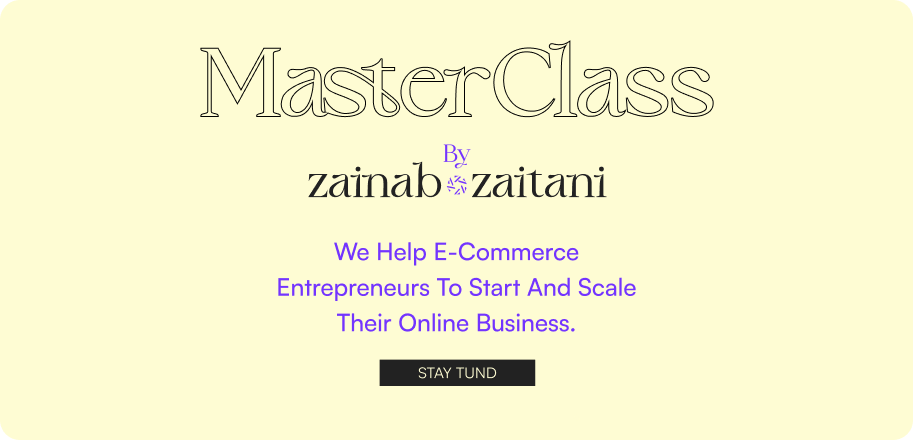 MasterClass
By
zainab zaitani
We Help E-Commerce
Entrepreneurs To Start And Scale
Their Online Business.
STAY TUND